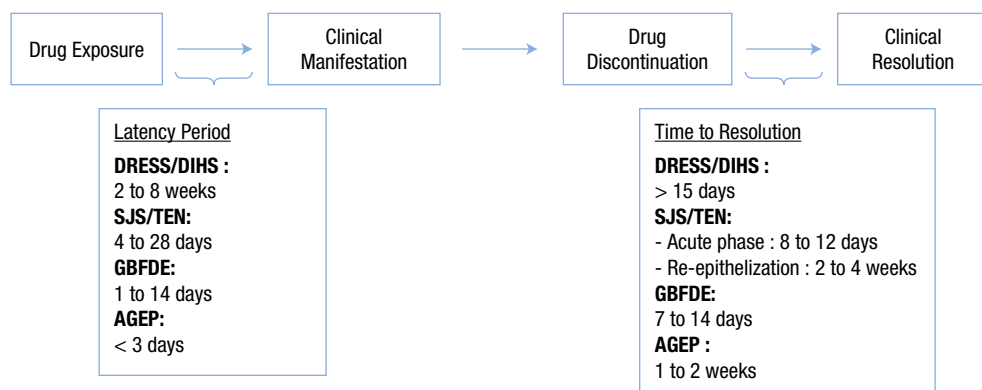 Drug Exposure
Clinical
Manifestation
Drug
Discontinuation
Clinical
Resolution
Latency Period
DRESS/DIHS :
2 to 8 weeks
SJS/TEN:
4 to 28 days
GBFDE:
1 to 14 days
AGEP:
< 3 days
Time to Resolution
DRESS/DIHS :
> 15 days
SJS/TEN:
- Acute phase : 8 to 12 days
- Re-epithelization : 2 to 4 weeks
GBFDE:
7 to 14 days
AGEP :
1 to 2 weeks